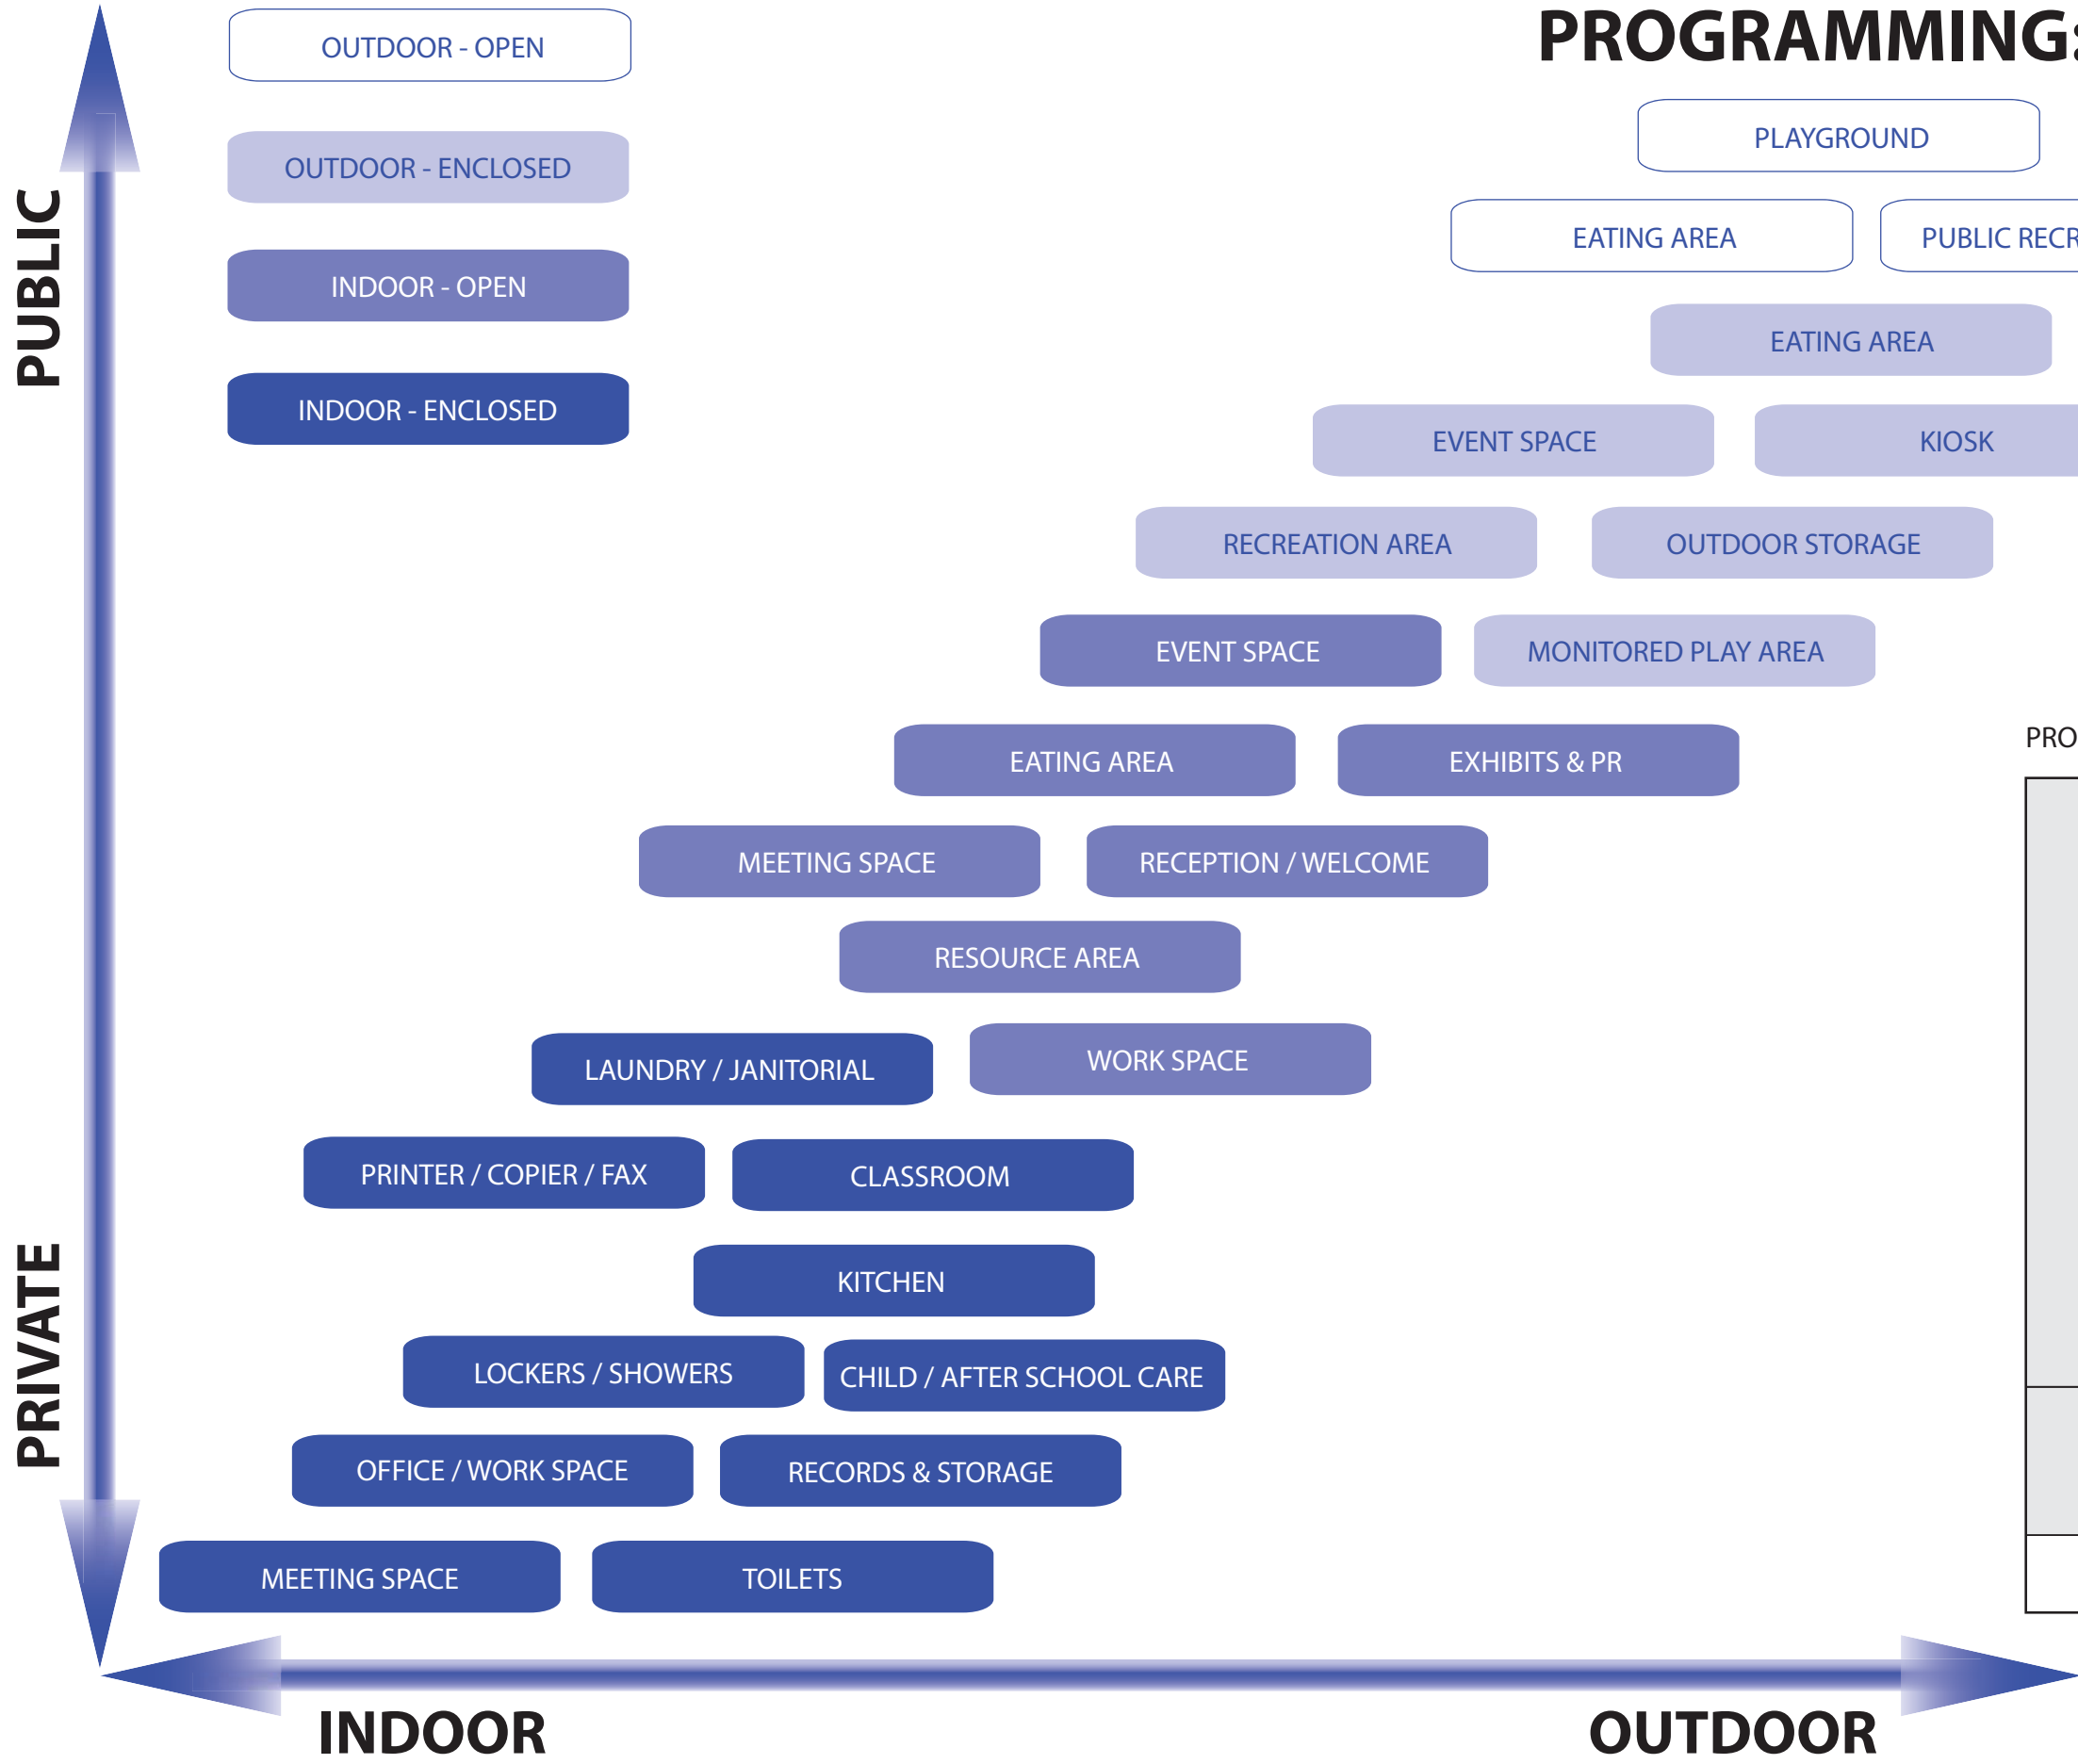 PROGRAMMING:
OUTDOOR - OPEN
OUTDOOR - ENCLOSED
INDOOR - OPEN
INDOOR - ENCLOSED
PUBLIC
PRIVATE
PLAYGROUND
EATING AREA
PUBLIC RECR
EATING AREA
EVENT SPACE
KIOSK
RECREATION AREA
OUTDOOR STORAGE
EVENT SPACE
MONITORED PLAY AREA
EATING AREA
EXHIBITS & PR
PRO
MEETING SPACE
RECEPTION / WELCOME
RESOURCE AREA
LAUNDRY / JANITORIAL
WORK SPACE
PRINTER / COPIER / FAX
CLASSROOM
KITCHEN
LOCKERS / SHOWERS
CHILD / AFTER SCHOOL CARE
OFFICE / WORK SPACE
RECORDS & STORAGE
MEETING SPACE
TOILETS
INDOOR
OUTDOOR